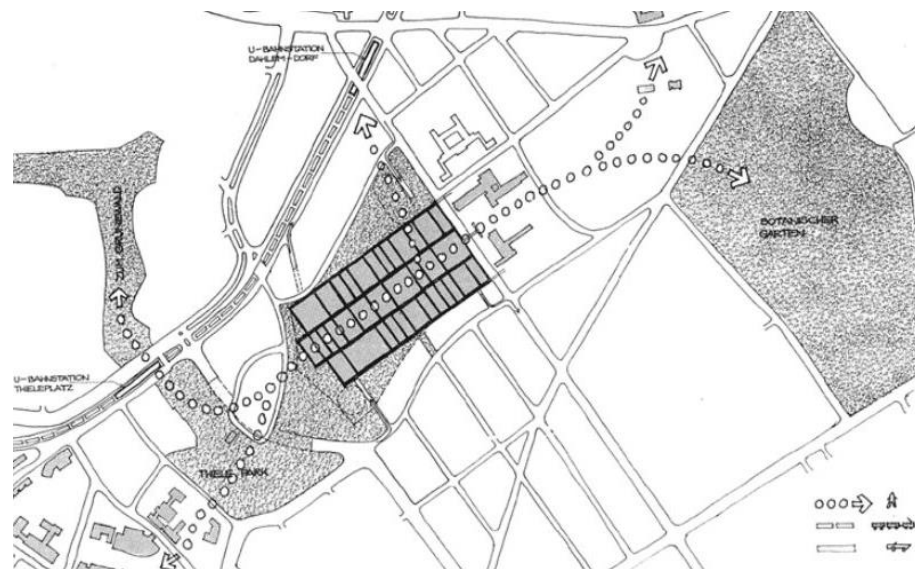 U-BAHNSTATION
DAHLEM-DORF
ZUM GRUNEWALD
BOTANISCHER
GARTEN
U-BAHNSTATION
THIELEPLATZ
THIELE PARK